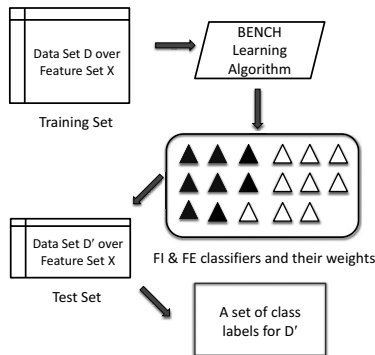 Data Set D over
Feature Set X
Training Set
BENCH
Learning
Algorithm
FI & FE classifiers and their weights
Data Set D' over
Feature Set X
Test Set
A set of class
labels for D'